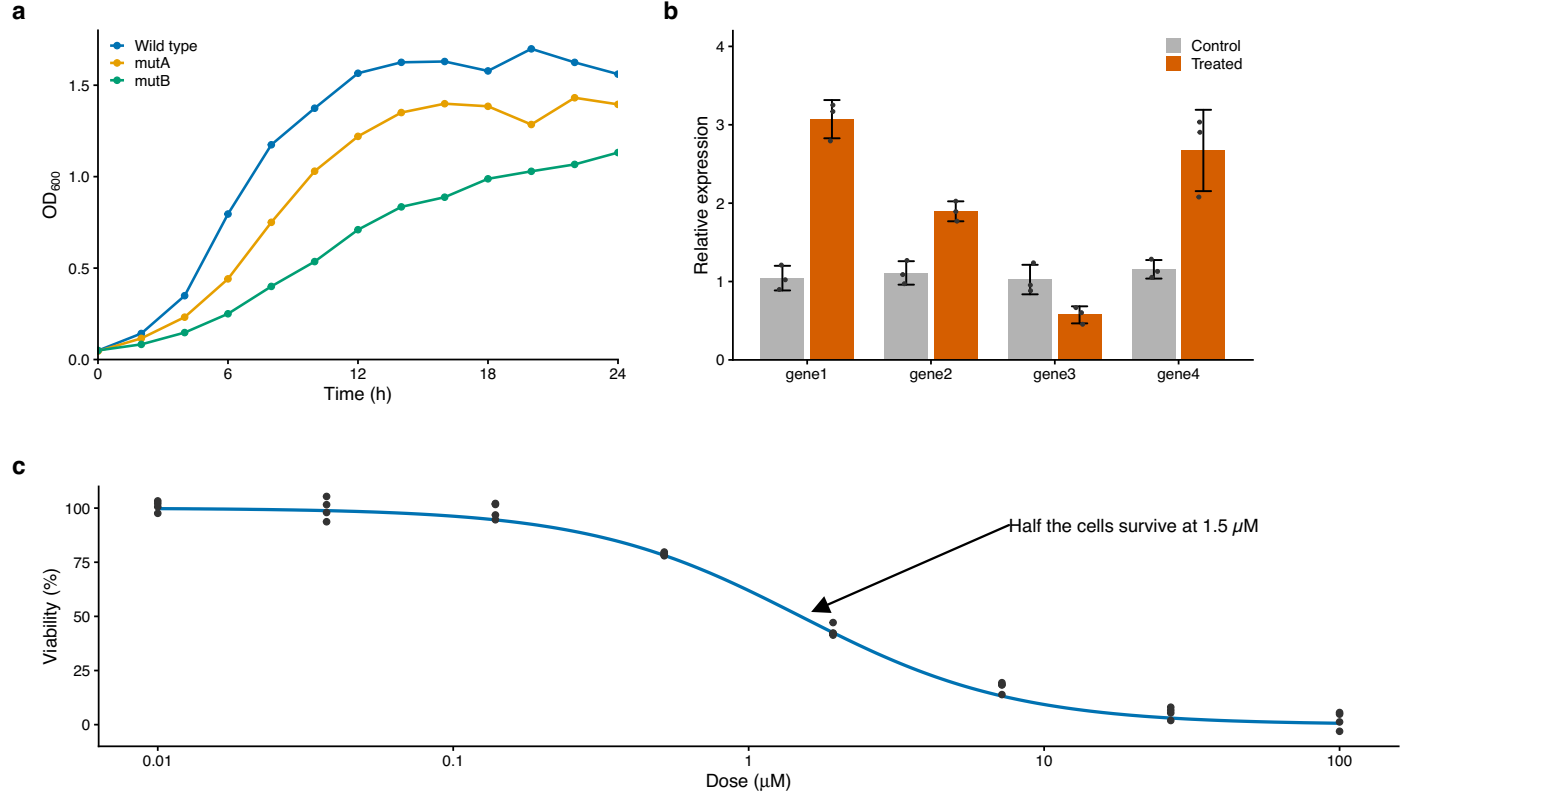 a
Wild type
mutA
mutB
OD600
1.5
1.0
0.5
0.0
0 6 12 18 24
Time (h)
b
Control
Treated
Relative expression
4
3
2
1
0
gene1 gene2 gene3 gene4
c
Viability (%)
100
75
50
25
0
Half the cells survive at 1.5 µM
0.01 0.1 1 10 100
Dose (µM)